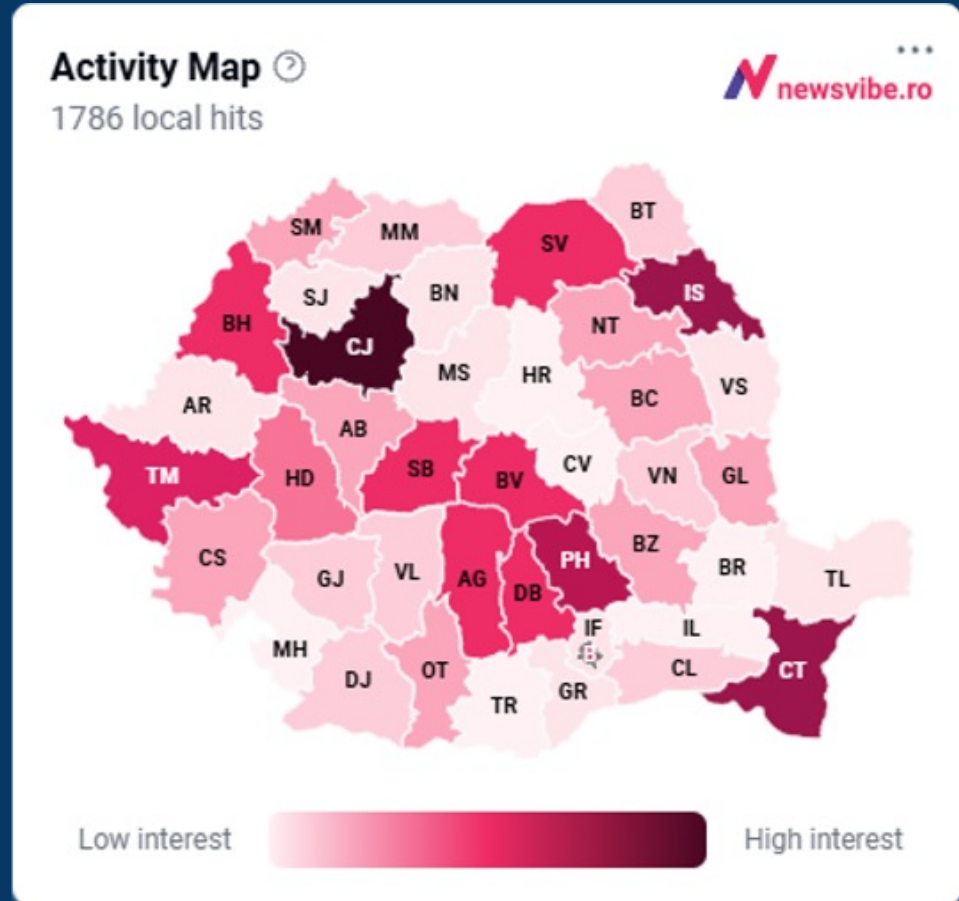 Activity Map ?
...
newsvibe.ro
1786 local hits
BT
SM
MM
SV
IS
SJ
BN
BH
NT
CJ
MS
HR
VS
AR
BC
AB
TM
SB
CV
HD
BV
VN
GL
CS
PH
BZ
GJ
VL
AG
BR
TL
DB
IF
IL
B
MH
OT
CL
CT
DJ
TR
GR
Low interest
High interest